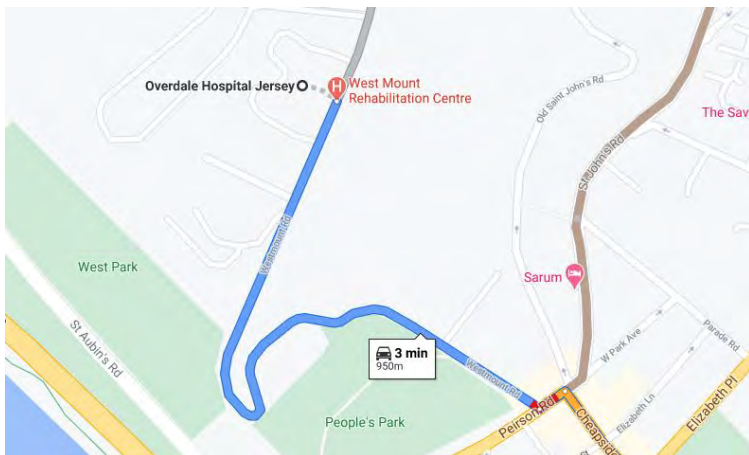 Overdale Hospital Jersey
H
West Mount
Rehabilitation Centre
Old Saint John's Rd
The Sav
St John's Rd
Westmount Rd
West Park
Sarum
St Aubin's Rd
3 min
950m
W Park Ave
Parade Rd
Westmount Rd
People's Park
Peirson Rd
Cheapside
Elizabeth Ln
Elizabeth Pl
St